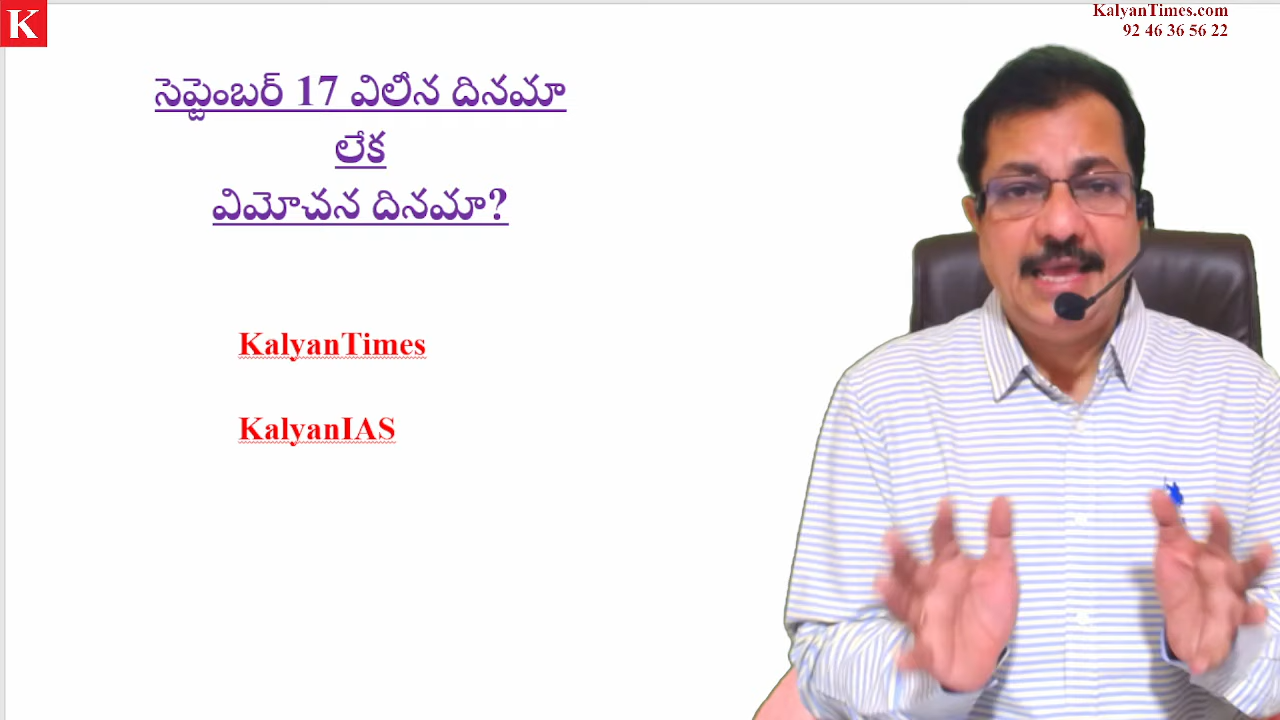 K
KalyanTimes.com
92 46 36 56 22
సెప్టెంబర్ 17 విలీన దినమా
లేక
విమోచన దినమా?
KalyanTimes
KalyanIAS